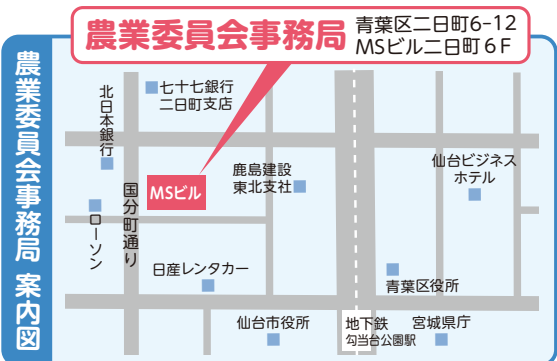 農業委員会事務局
青葉区二日町6-12
MSビル二日町6F
農業委員会事務局 案内図
北日本銀行
七十七銀行
二日町支店
鹿島建設
東北支社
仙台ビジネス
ホテル
MSビル
国分町通り
ローソン
日産レンタカー
青葉区役所
仙台市役所
地下鉄
勾当台公園駅
宮城県庁